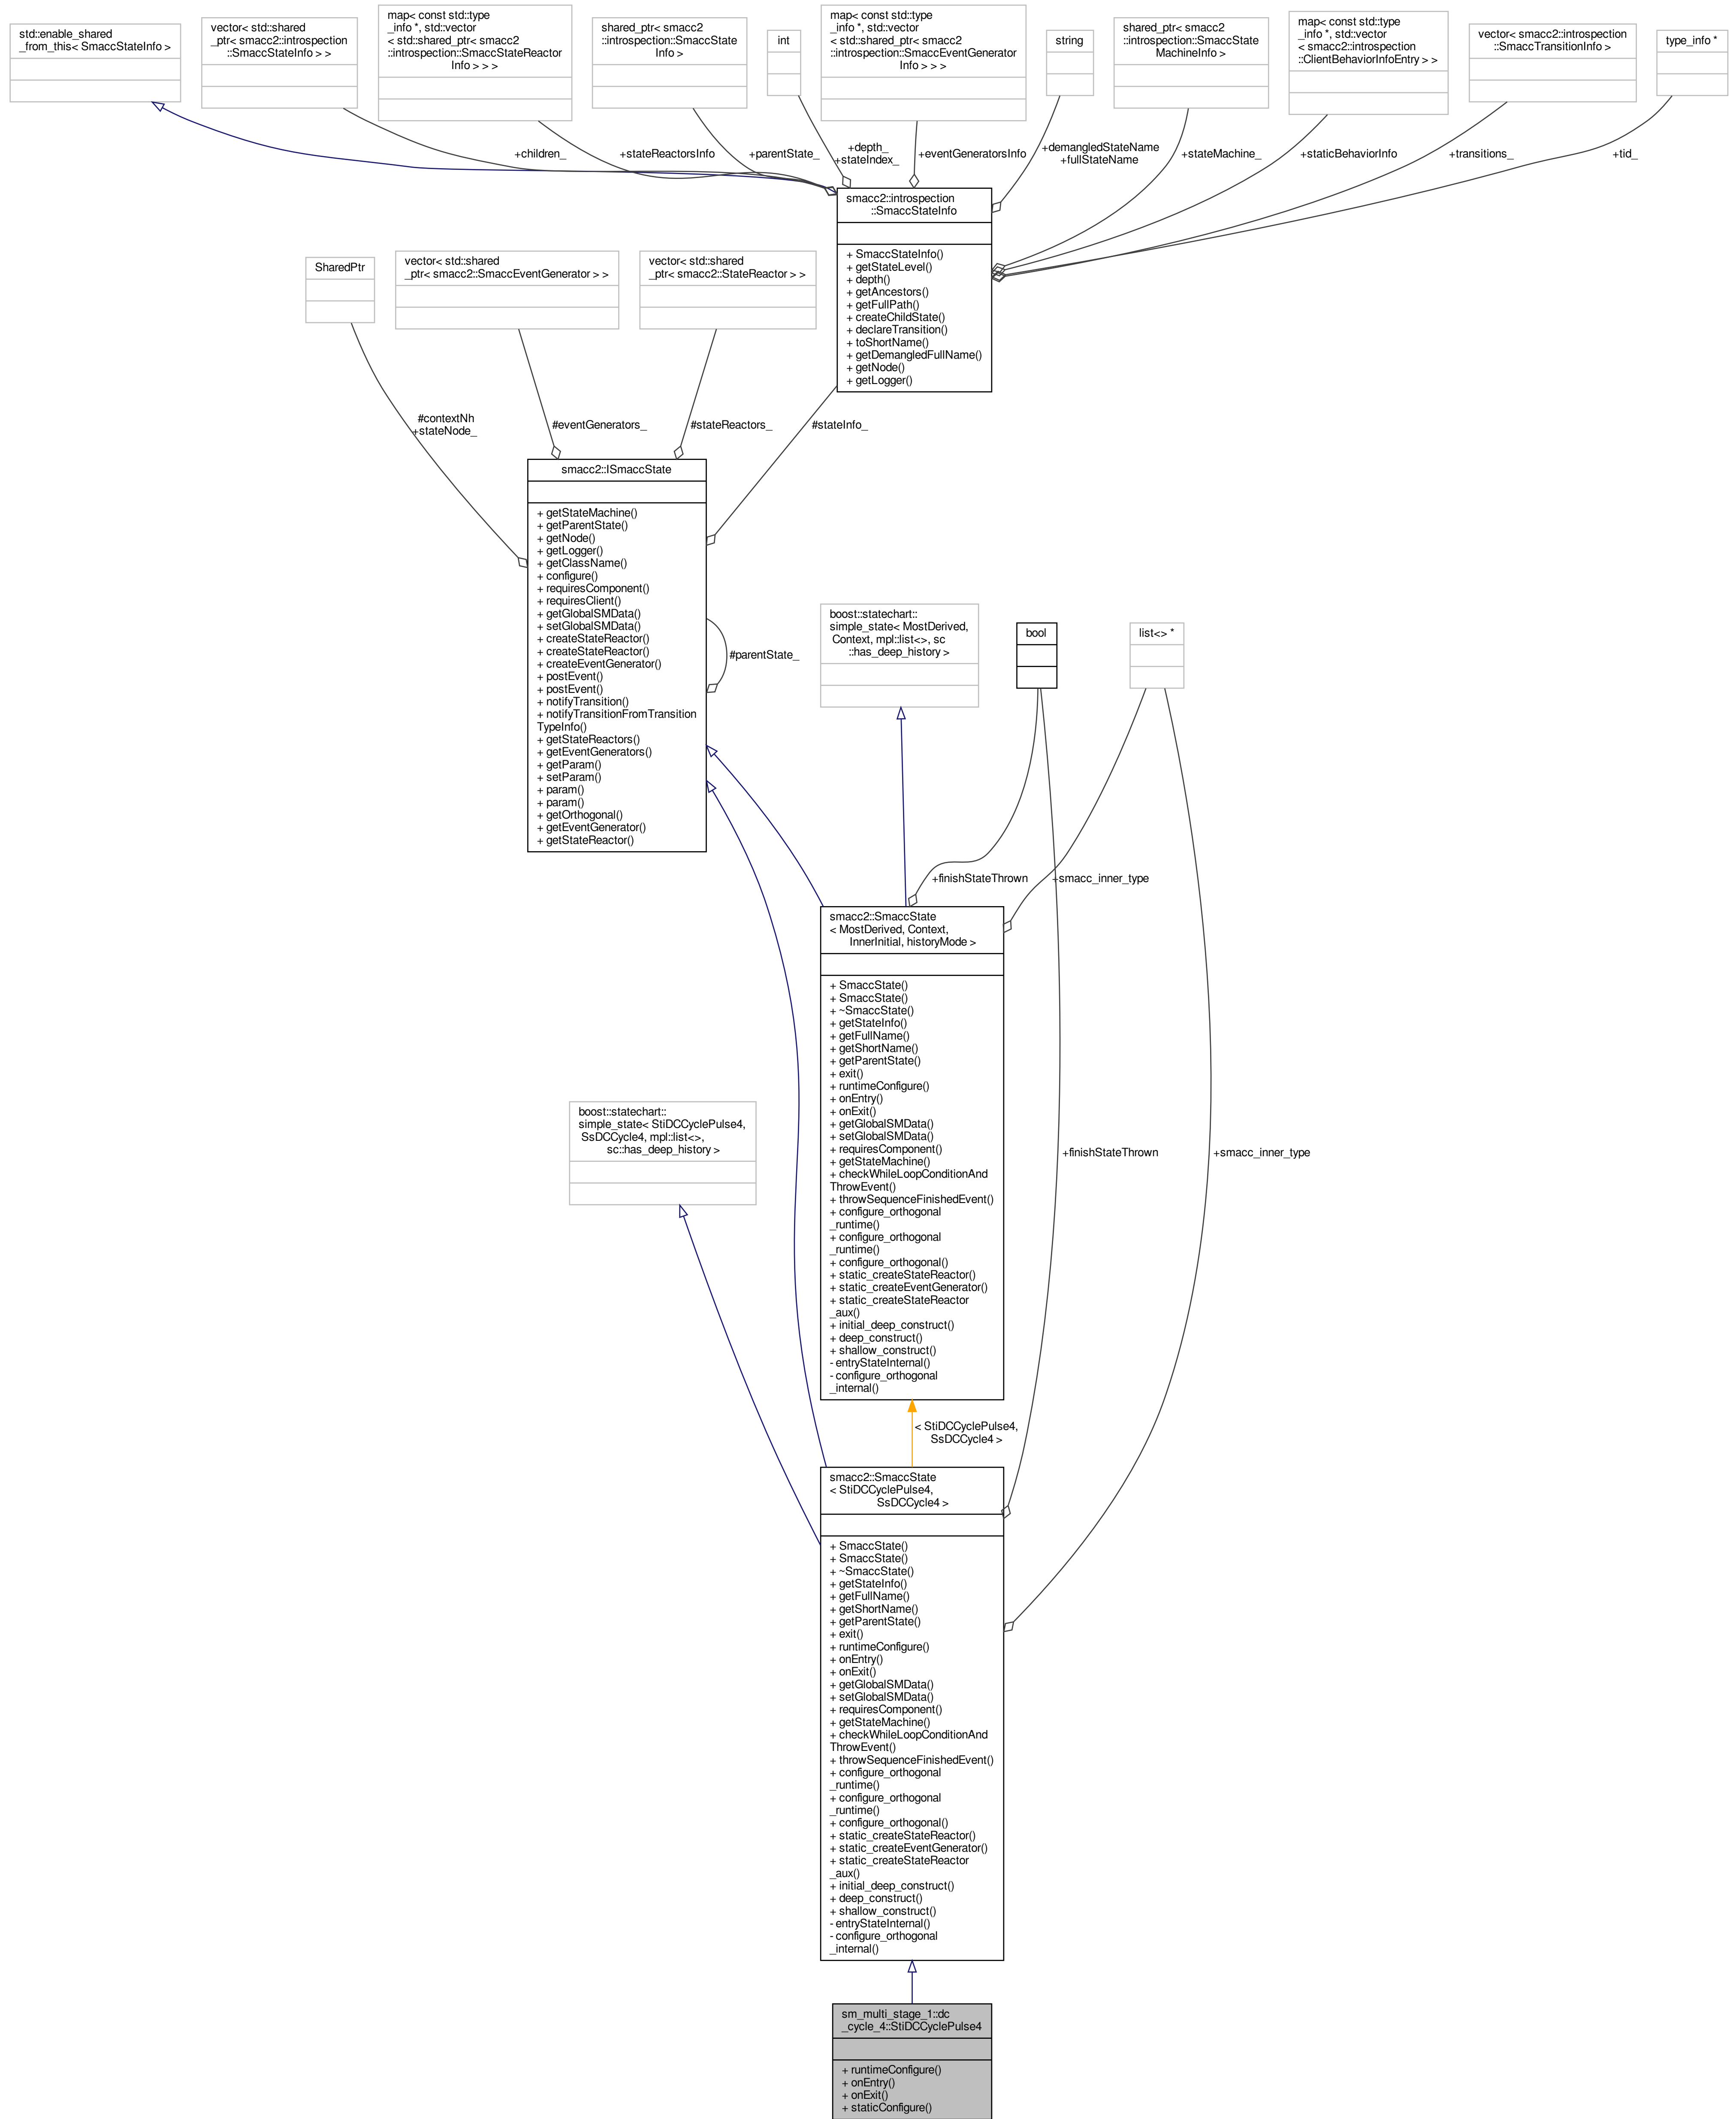 std::enable_shared
_from_this< SmaccStateInfo >
vector< std::shared
_ptr< smacc2::introspection
::SmaccStateInfo > >
map< const std::type
_info *, std::vector
< std::shared_ptr< smacc2
::introspection::SmaccStateReactor
Info > > >
shared_ptr< smacc2
::introspection::SmaccState
Info >
int
map< const std::type
_info *, std::vector
< std::shared_ptr< smacc2
::introspection::SmaccEventGenerator
Info > > >
string
shared_ptr< smacc2
::introspection::SmaccState
MachineInfo >
map< const std::type
_info *, std::vector
< smacc2::introspection
::ClientBehaviorInfoEntry > >
vector< smacc2::introspection
::SmaccTransitionInfo >
type_info *
+children_
+stateReactorsInfo
+parentState_
+depth_
+stateIndex_
+eventGeneratorsInfo
+demangledStateName
+fullStateName
+stateMachine_
+staticBehaviorInfo
+transitions_
+tid_
smacc2::introspection
::SmaccStateInfo
+ SmaccStateInfo()
+ getStateLevel()
+ depth()
+ getAncestors()
+ getFullPath()
+ createChildState()
+ declareTransition()
+ toShortName()
+ getDemangledFullName()
+ getNode()
+ getLogger()
SharedPtr
vector< std::shared
_ptr< smacc2::SmaccEventGenerator > >
vector< std::shared
_ptr< smacc2::StateReactor > >
#contextNh
+stateNode_
#eventGenerators_
#stateReactors_
#stateInfo_
smacc2::ISmaccState
+ getStateMachine()
+ getParentState()
+ getNode()
+ getLogger()
+ getClassName()
+ configure()
+ requiresComponent()
+ requiresClient()
+ getGlobalSMData()
+ setGlobalSMData()
+ createStateReactor()
+ createStateReactor()
+ createEventGenerator()
+ postEvent()
+ postEvent()
+ notifyTransition()
+ notifyTransitionFromTransition
TypeInfo()
+ getStateReactors()
+ getEventGenerators()
+ getParam()
+ setParam()
+ param()
+ param()
+ getOrthogonal()
+ getEventGenerator()
+ getStateReactor()
#parentState_
boost::statechart::
simple_state< MostDerived,
Context, mpl::list<>, sc
::has_deep_history >
bool
list<> *
+finishStateThrown
+smacc_inner_type
smacc2::SmaccState
< MostDerived, Context,
InnerInitial, historyMode >
+ SmaccState()
+ SmaccState()
+ ~SmaccState()
+ getStateInfo()
+ getFullName()
+ getShortName()
+ getParentState()
+ exit()
+ runtimeConfigure()
+ onEntry()
+ onExit()
+ getGlobalSMData()
+ setGlobalSMData()
+ requiresComponent()
+ getStateMachine()
+ checkWhileLoopConditionAnd
ThrowEvent()
+ throwSequenceFinishedEvent()
+ configure_orthogonal
_runtime()
+ configure_orthogonal
_runtime()
+ configure_orthogonal()
+ static_createStateReactor()
+ static_createEventGenerator()
+ static_createStateReactor
_aux()
+ initial_deep_construct()
+ deep_construct()
+ shallow_construct()
- entryStateInternal()
- configure_orthogonal
_internal()
boost::statechart::
simple_state< StiDCCyclePulse4,
SsDCCycle4, mpl::list<>,
sc::has_deep_history >
+finishStateThrown
+smacc_inner_type
< StiDCCyclePulse4,
SsDCCycle4 >
smacc2::SmaccState
< StiDCCyclePulse4,
SsDCCycle4 >
+ SmaccState()
+ SmaccState()
+ ~SmaccState()
+ getStateInfo()
+ getFullName()
+ getShortName()
+ getParentState()
+ exit()
+ runtimeConfigure()
+ onEntry()
+ onExit()
+ getGlobalSMData()
+ setGlobalSMData()
+ requiresComponent()
+ getStateMachine()
+ checkWhileLoopConditionAnd
ThrowEvent()
+ throwSequenceFinishedEvent()
+ configure_orthogonal
_runtime()
+ configure_orthogonal
_runtime()
+ configure_orthogonal()
+ static_createStateReactor()
+ static_createEventGenerator()
+ static_createStateReactor
_aux()
+ initial_deep_construct()
+ deep_construct()
+ shallow_construct()
- entryStateInternal()
- configure_orthogonal
_internal()
sm_multi_stage_1::dc
_cycle_4::StiDCCyclePulse4
+ runtimeConfigure()
+ onEntry()
+ onExit()
+ staticConfigure()